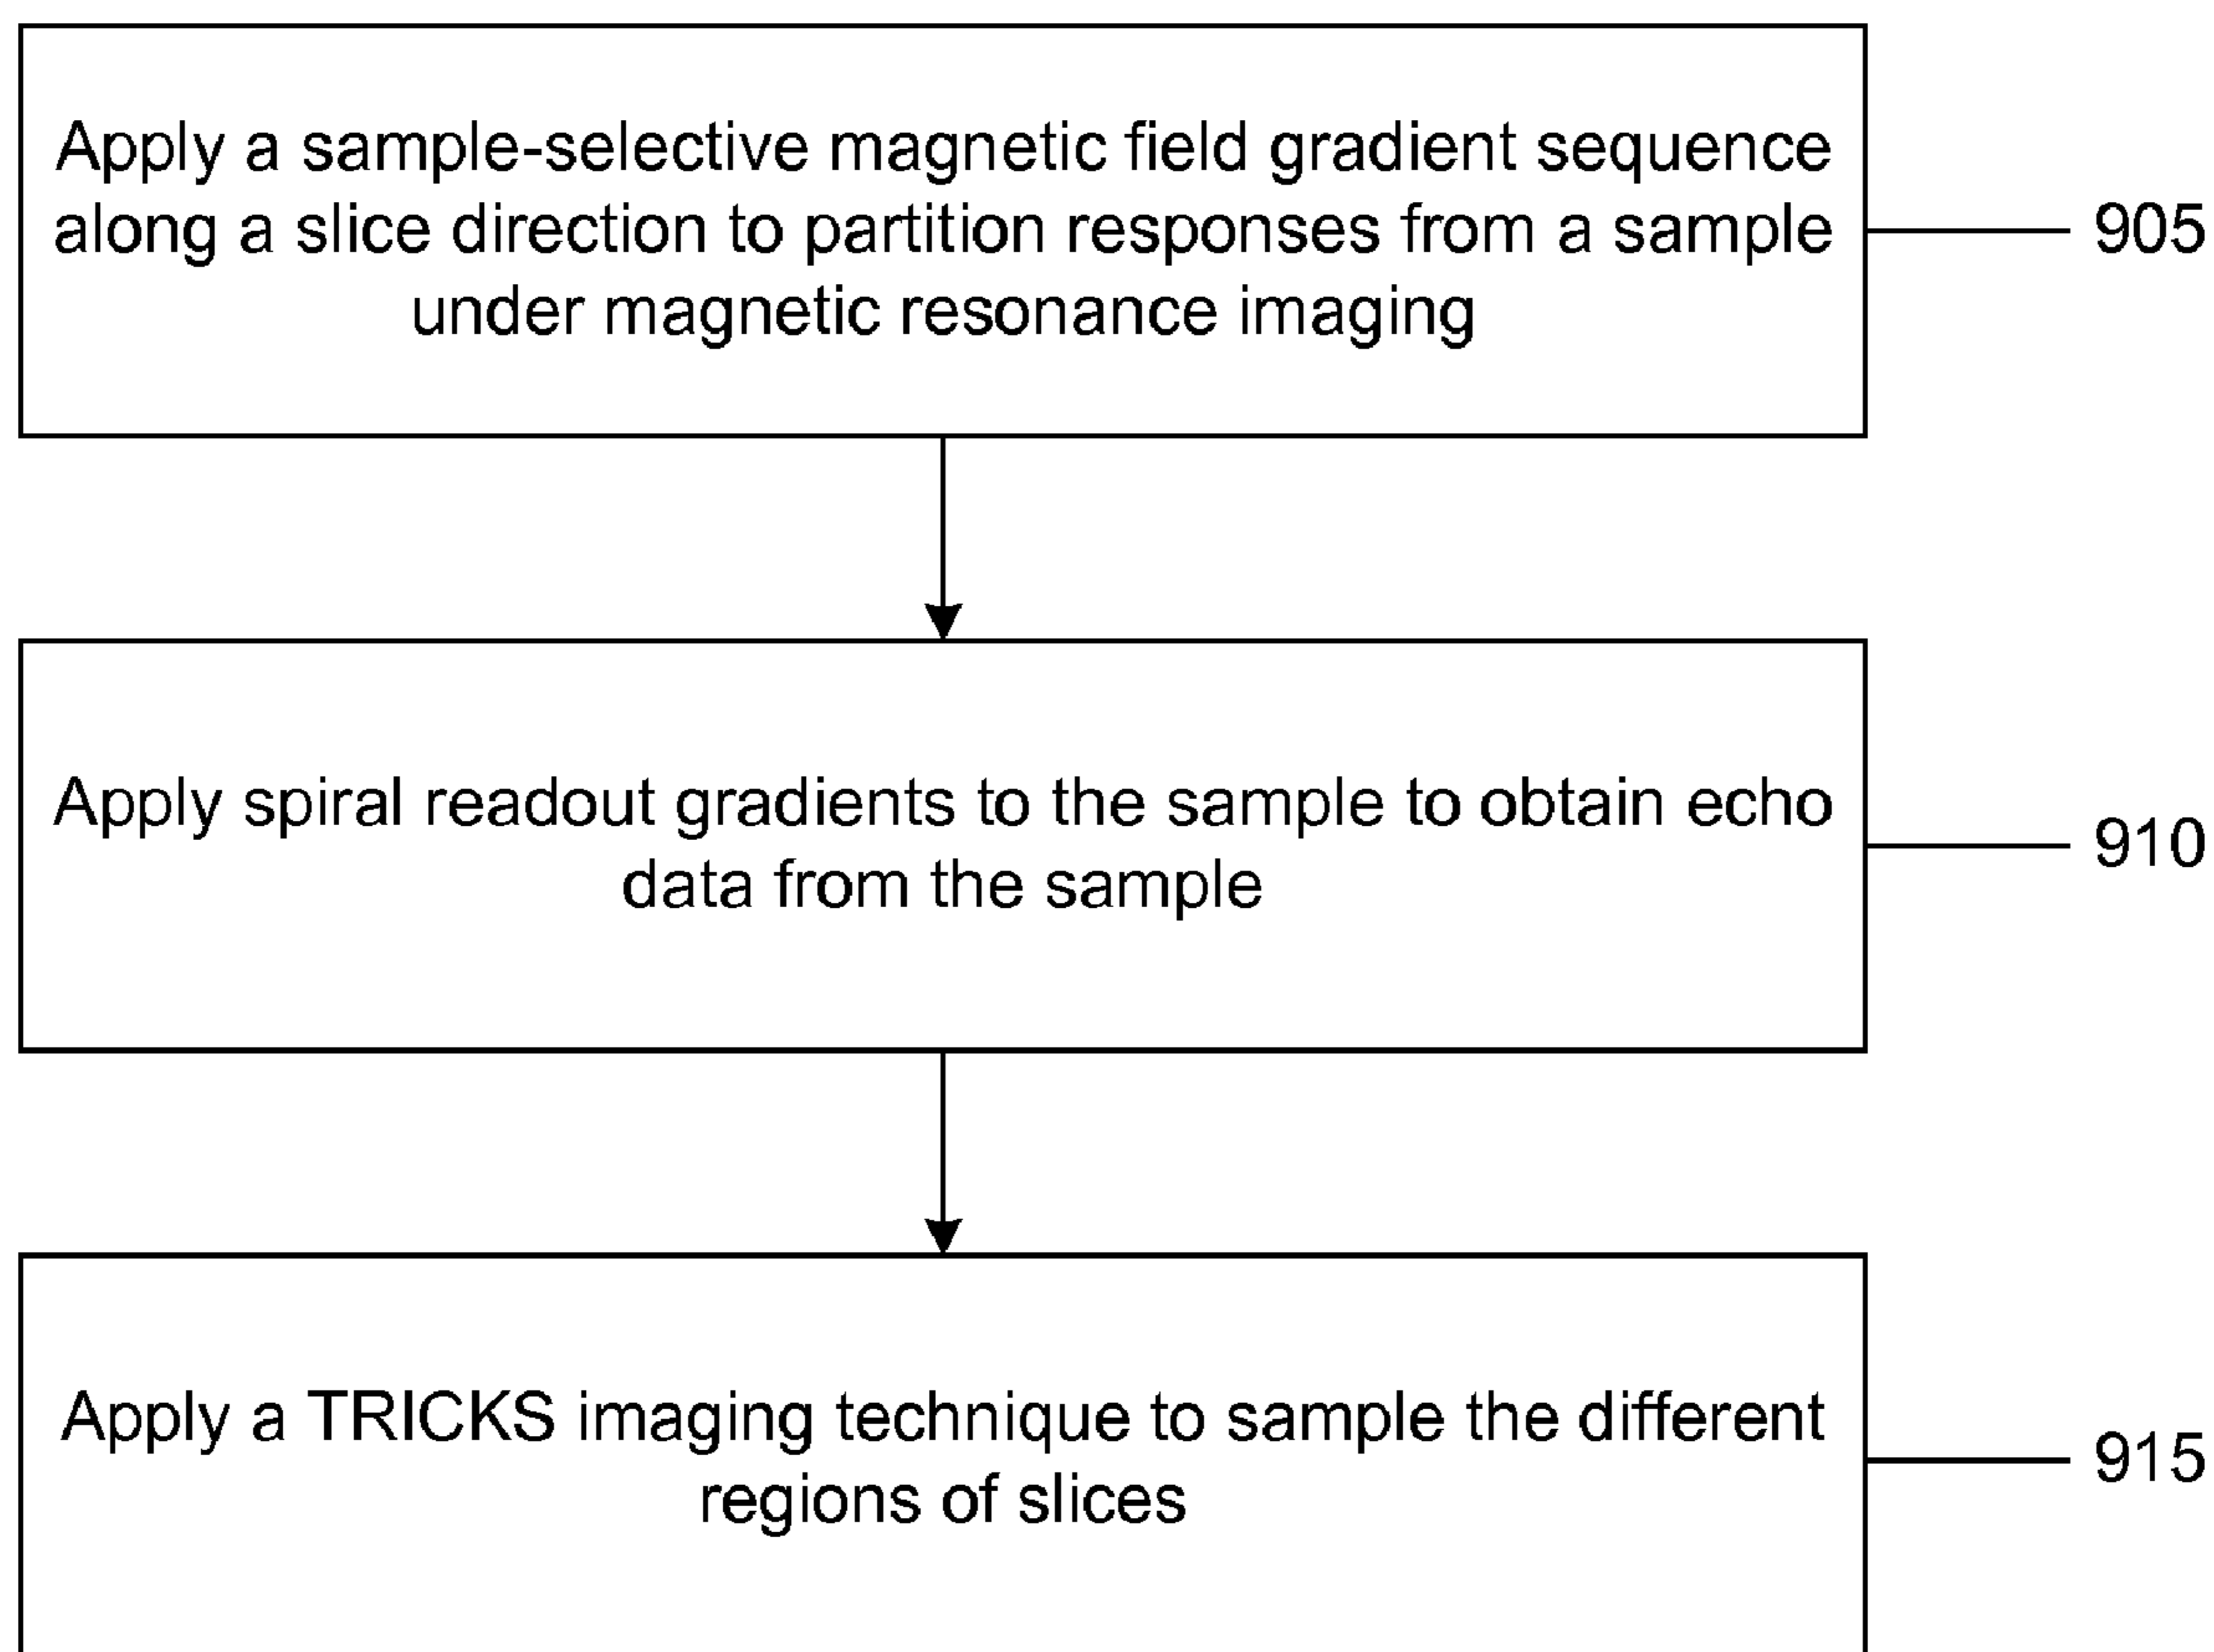 Apply a sample-selective magnetic field gradient sequence
along a slice direction to partition responses from a sample
under magnetic resonance imaging
905
Apply spiral readout gradients to the sample to obtain echo
data from the sample
910
Apply a TRICKS imaging technique to sample the different
regions of slices
915